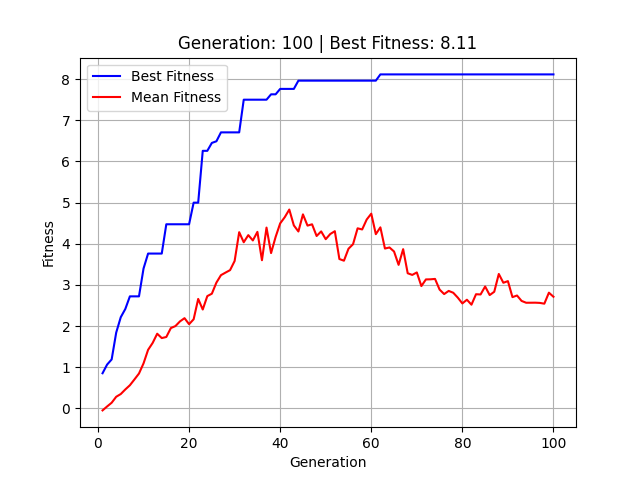 Generation: 100 | Best Fitness: 8.11
Best Fitness
Mean Fitness
8
7
6
5
4
3
2
1
0
Fitness
0 20 40 60 80 100
Generation